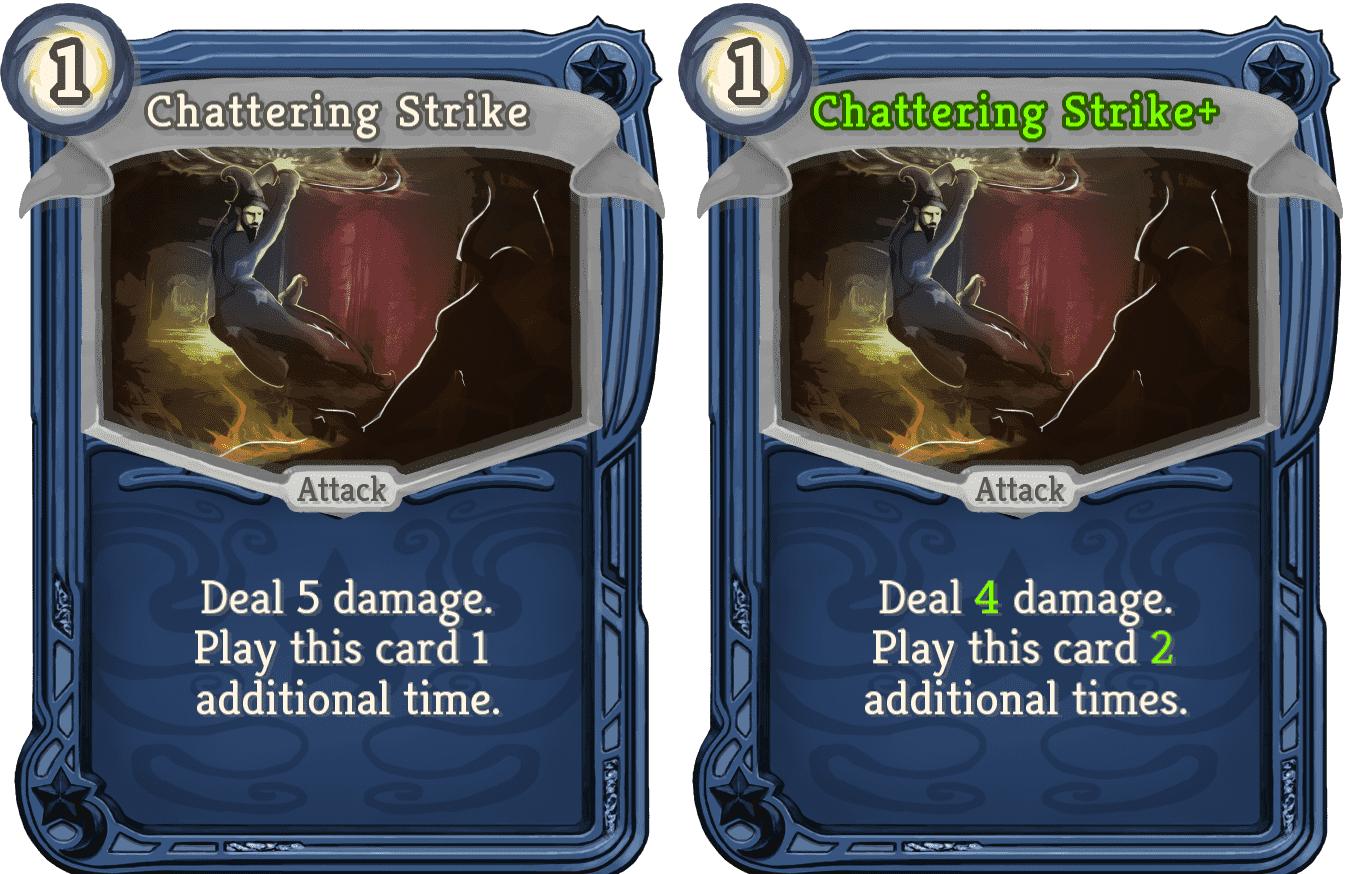 1
Chattering Strike
Attack
Deal 5 damage.
Play this card 1
additional time.
1
Chattering Strike+
Attack
Deal 4 damage.
Play this card 2
additional times.